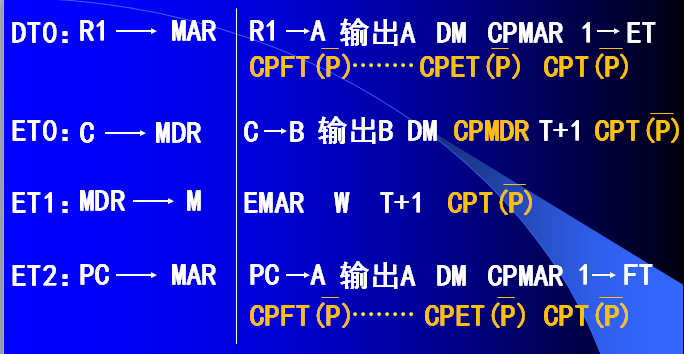 DT0: R1 → MAR R1→A 输出A DM CPMAR 1→ET
CPFT(P̅)········CPET(P̅) CPT(P̅)
ET0: C → MDR C→B 输出B DM CPMDR T+1 CPT(P̅)
ET1: MDR → M EMAR W T+1 CPT(P̅)
ET2: PC → MAR PC→A 输出A DM CPMAR 1→FT
CPFT(P̅)········CPET(P̅) CPT(P̅)